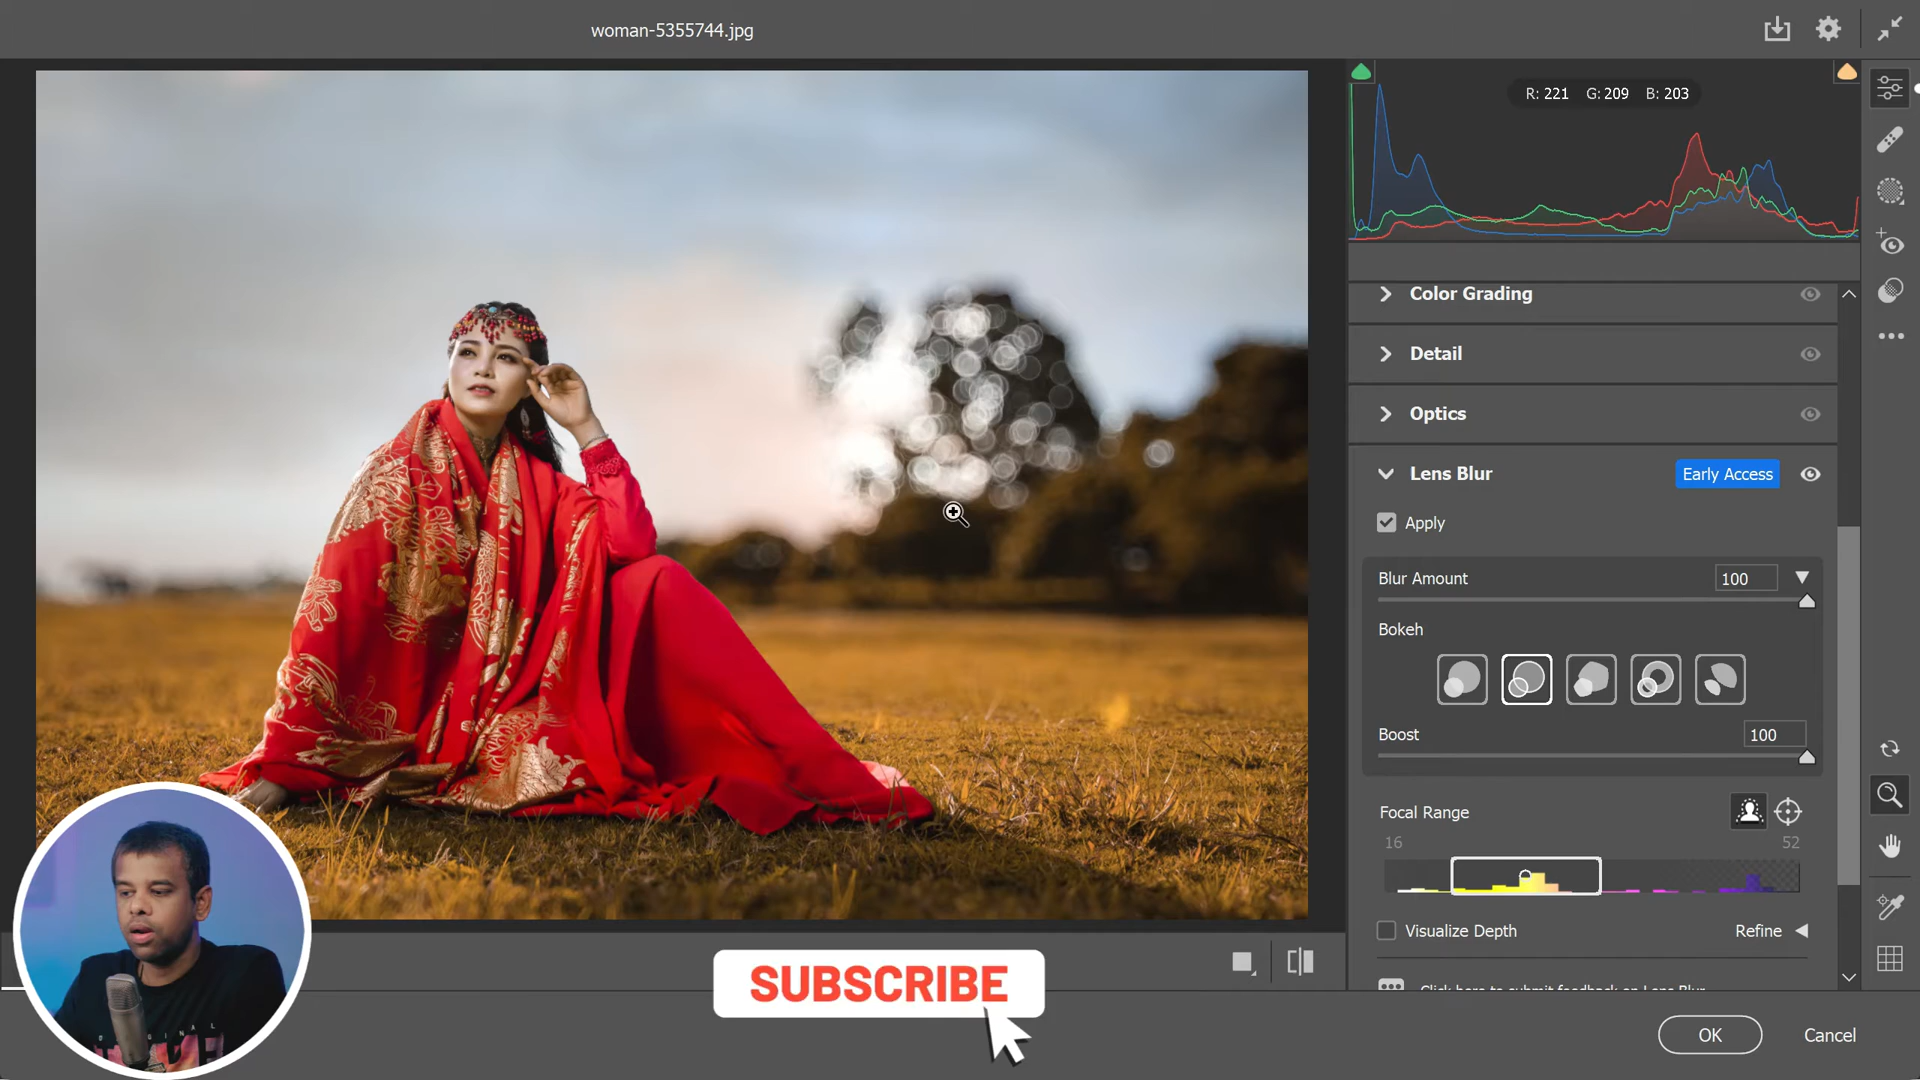 woman-5355744.jpg
R: 221 G: 209 B: 203
Color Grading
Detail
Optics
Lens Blur Early Access
Apply
Blur Amount 100
Bokeh
Boost 100
Focal Range
16 52
Visualize Depth Refine
Click here to submit feedback on Lens Blur
SUBSCRIBE
OK Cancel
ORIGINAL